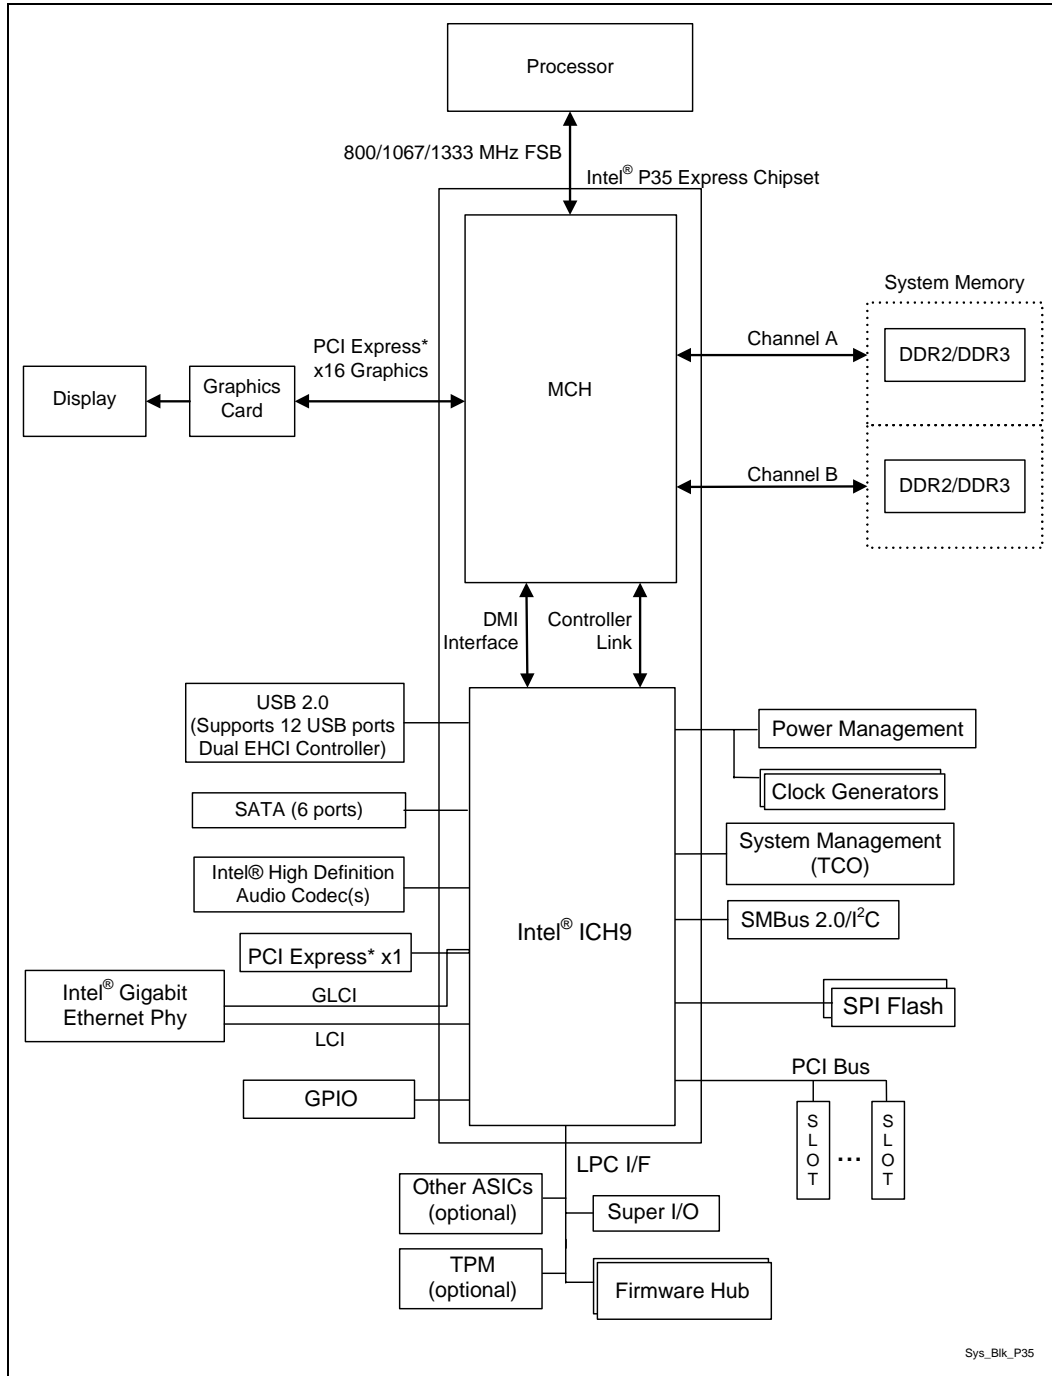 Processor
800/1067/1333 MHz FSB
Intel® P35 Express Chipset
System Memory
Channel A
DDR2/DDR3
PCI Express*
x16 Graphics
MCH
Display
Graphics
Card
Channel B
DDR2/DDR3
DMI
Interface
Controller
Link
USB 2.0
(Supports 12 USB ports
Dual EHCI Controller)
Power Management
Clock Generators
SATA (6 ports)
System Management
(TCO)
Intel® High Definition
Audio Codec(s)
SMBus 2.0/I²C
Intel® ICH9
PCI Express* x1
Intel® Gigabit
Ethernet Phy
GLCI
LCI
SPI Flash
PCI Bus
GPIO
SLOT
...
SLOT
LPC I/F
Other ASICs
(optional)
Super I/O
TPM
(optional)
Firmware Hub
Sys_Blk_P35